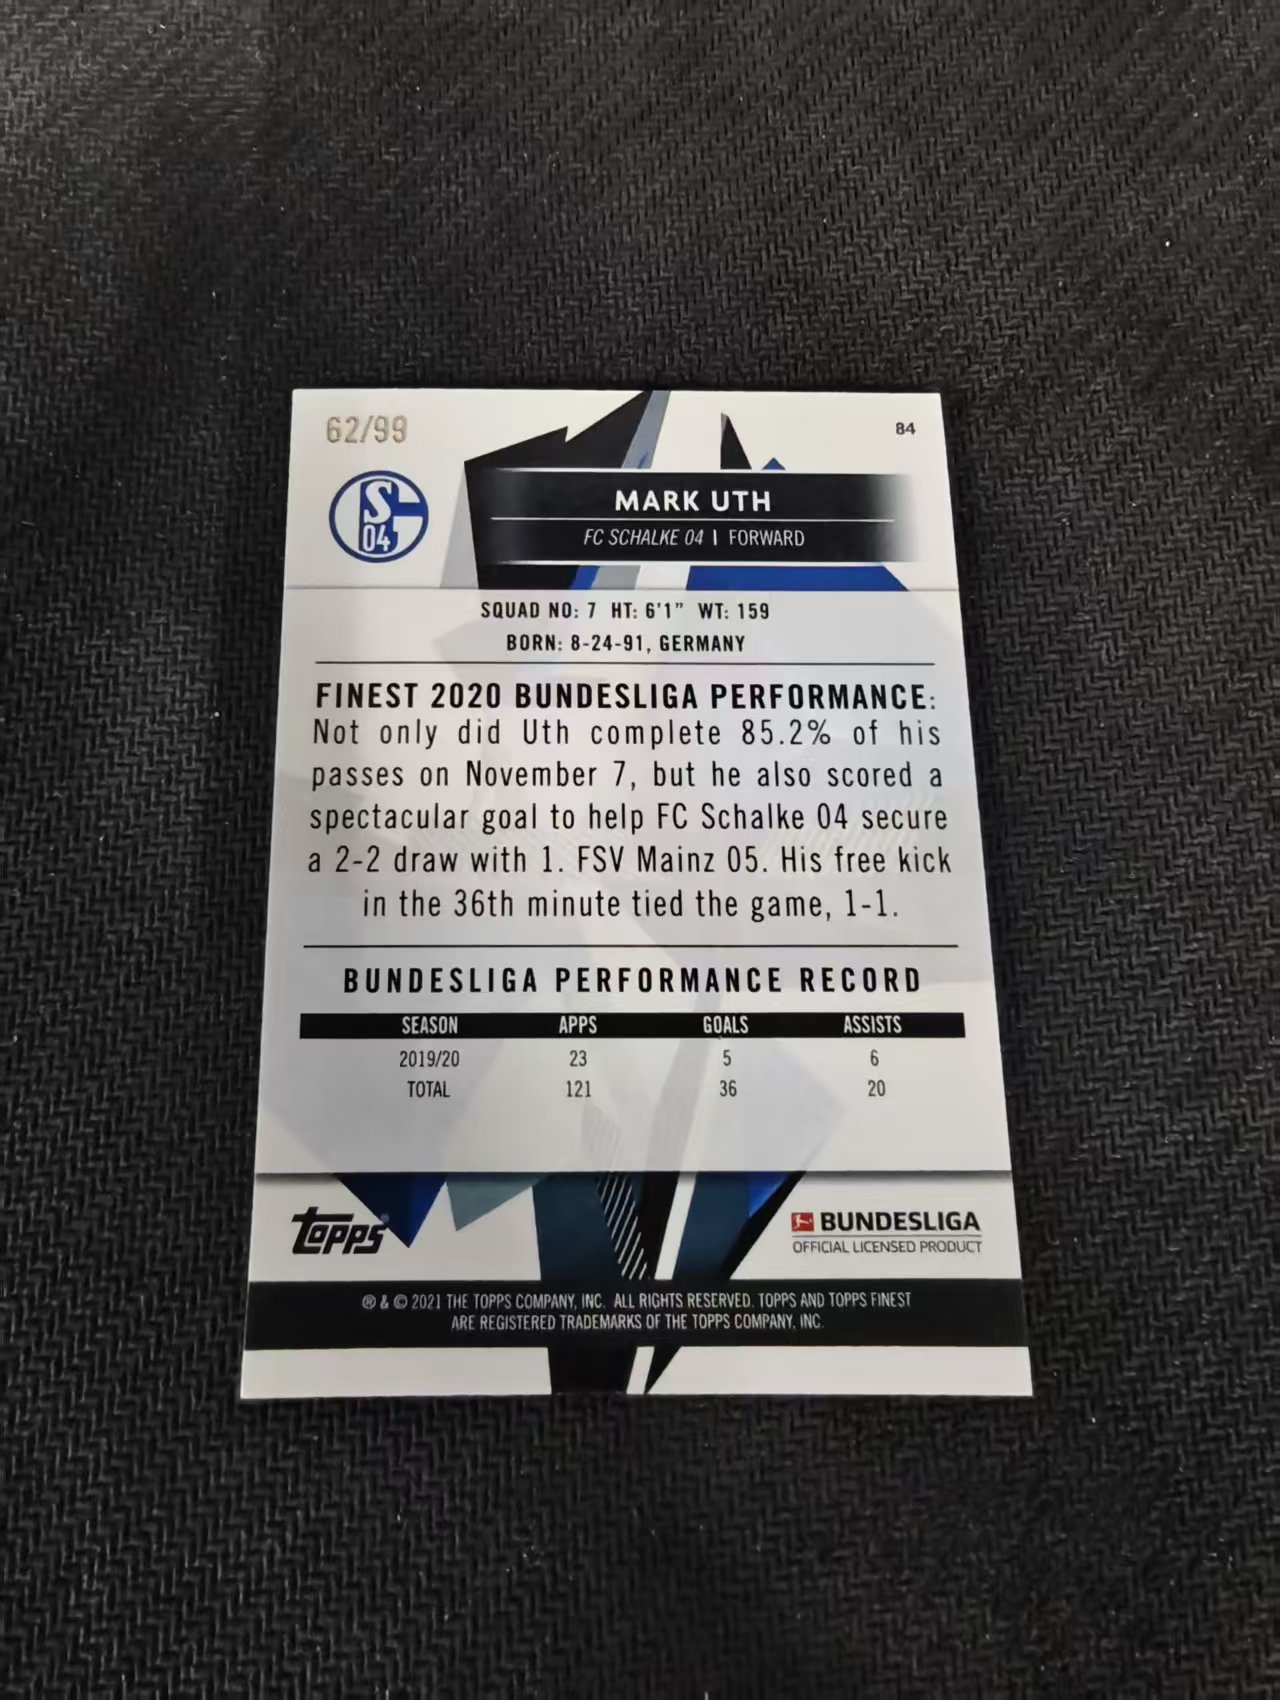 62/99
84
S
04
MARK UTH
FC SCHALKE 04 | FORWARD
SQUAD NO: 7 HT: 6'1" WT: 159
BORN: 8-24-91, GERMANY
FINEST 2020 BUNDESLIGA PERFORMANCE:
Not only did Uth complete 85.2% of his
passes on November 7, but he also scored a
spectacular goal to help FC Schalke 04 secure
a 2-2 draw with 1. FSV Mainz 05. His free kick
in the 36th minute tied the game, 1-1.
BUNDESLIGA PERFORMANCE RECORD
SEASON APPS GOALS ASSISTS
2019/20 23 5 6
TOTAL 121 36 20
topps®
BUNDESLIGA
OFFICIAL LICENSED PRODUCT
® & © 2021 THE TOPPS COMPANY, INC. ALL RIGHTS RESERVED. TOPPS AND TOPPS FINEST
ARE REGISTERED TRADEMARKS OF THE TOPPS COMPANY, INC.